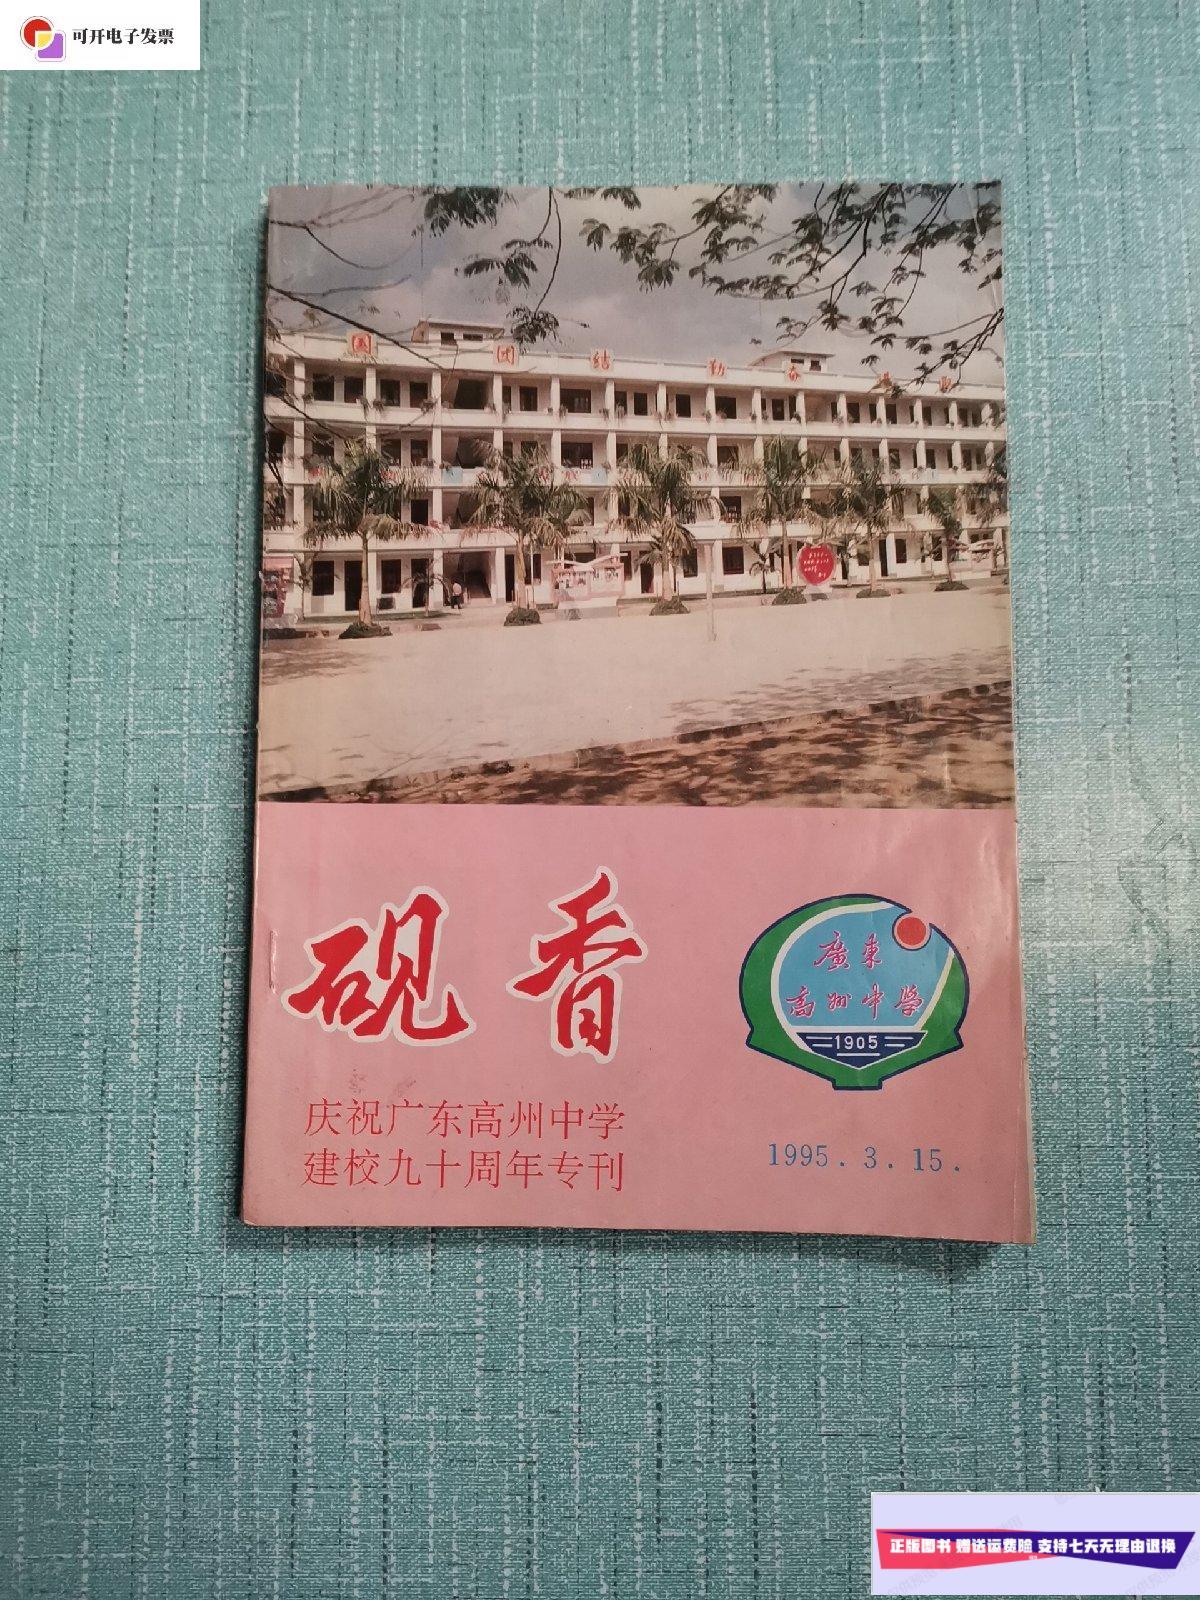 可开电子发票
团结勤奋
砚香
廣東
高州中学
1905
庆祝广东高州中学
建校九十周年专刊
1995.3.15.
正版图书 赠送运费险 支持七天无理由退换